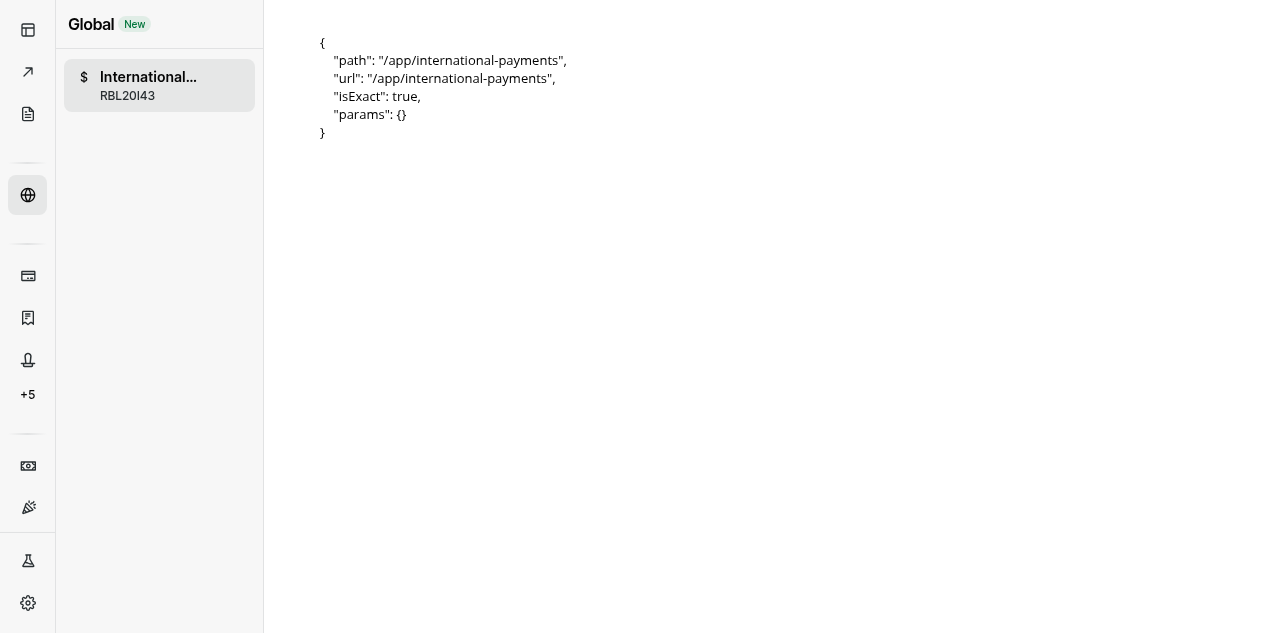 Global New
$ International...
RBL20I43
+5
{
"path": "/app/international-payments",
"url": "/app/international-payments",
"isExact": true,
"params": {}
}